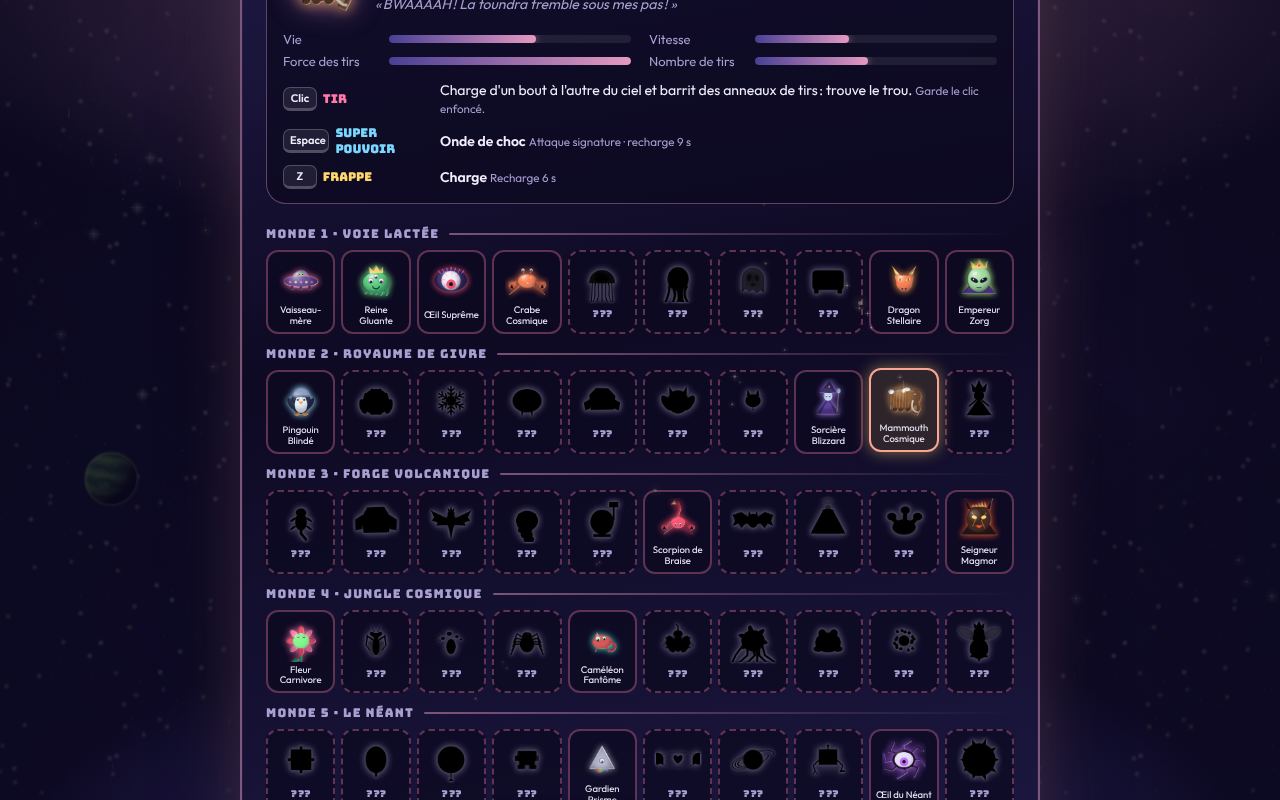 «BWAAAAH! La toundra tremble sous mes pas! »
Vie
Vitesse
Force des tirs
Nombre de tirs
Clic TIR Charge d'un bout à l'autre du ciel et barrit des anneaux de tirs : trouve le trou. Garde le clic
enfoncé.
Espace SUPER
POUVOIR
Onde de choc Attaque signature · recharge 9 s
Z FRAPPE Charge Recharge 6 s
MONDE 1 • VOIE LACTÉE
Vaisseau-
mère
Reine
Gluante
Œil Suprême
Crabe
Cosmique
???
???
???
???
Dragon
Stellaire
Empereur
Zorg
MONDE 2 • ROYAUME DE GIVRE
Pingouin
Blindé
???
???
???
???
???
???
Sorcière
Blizzard
Mammouth
Cosmique
???
MONDE 3 • FORGE VOLCANIQUE
???
???
???
???
???
Scorpion de
Braise
???
???
???
Seigneur
Magmor
MONDE 4 • JUNGLE COSMIQUE
Fleur
Carnivore
???
???
???
Caméléon
Fantôme
???
???
???
???
???
MONDE 5 • LE NÉANT
???
???
???
???
Gardien
Prisme
???
???
???
Œil du Néant
???